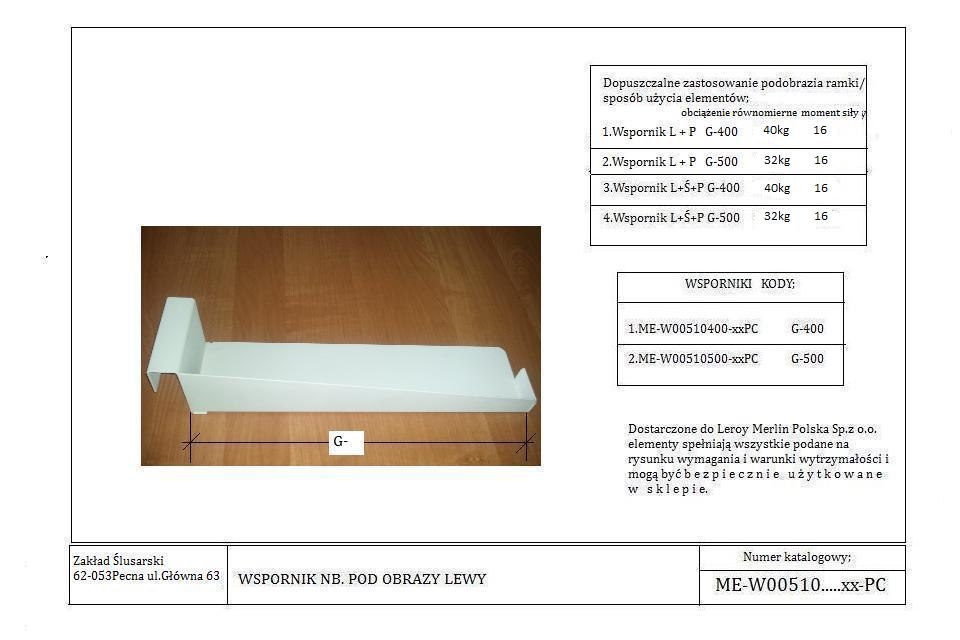 Dopuszczalne zastosowanie podobrazia ramki/
sposób użycia elementów;
obciążenie równomierne moment siły
1.Wspornik L + P G-400 40kg 16
2.Wspornik L + P G-500 32kg 16
3.Wspornik L+Ś+P G-400 40kg 16
4.Wspornik L+Ś+P G-500 32kg 16
WSPORNIKI KODY;
1.ME-W00510400-xxPC G-400
2.ME-W00510500-xxPC G-500
G-
Dostarczone do Leroy Merlin Polska Sp.z o.o.
elementy spełniają wszystkie podane na
rysunku wymagania i warunki wytrzymałości i
mogą być b e z p i e c z n i e u ż y t k o w a n e
w s k l e p i e.
Zakład Ślusarski
62-053Pecna ul.Główna 63
WSPORNIK NB. POD OBRAZY LEWY
Numer katalogowy;
ME-W00510.....xx-PC